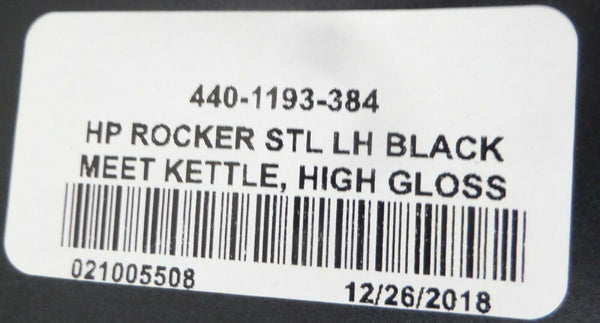 440-1193-384
HP ROCKER STL LH BLACK
MEET KETTLE, HIGH GLOSS
021005508
12/26/2018